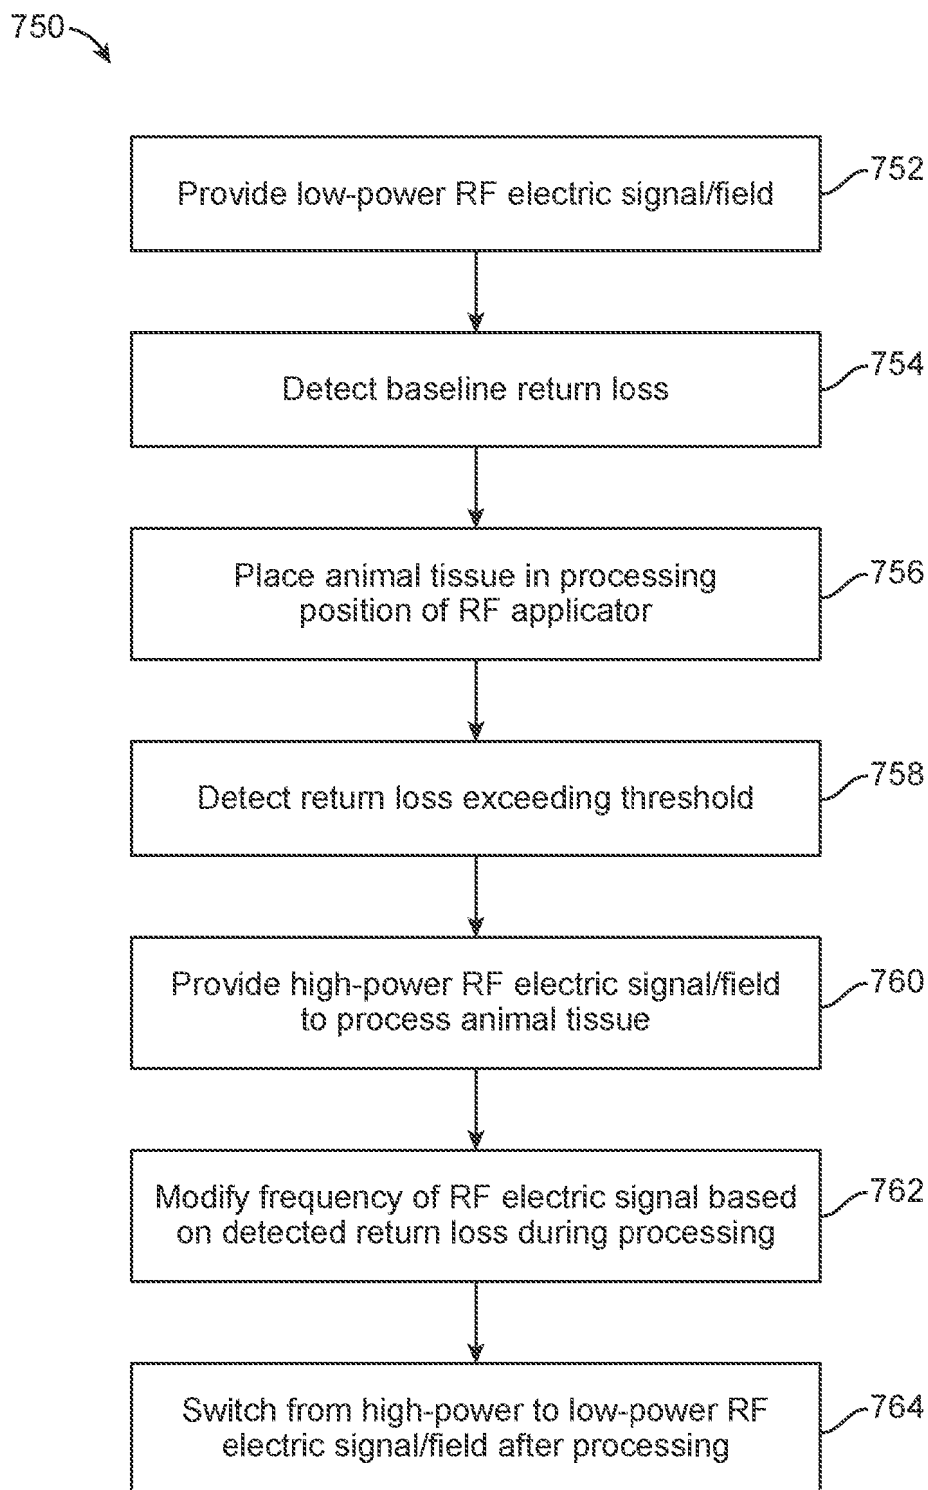 750
Provide low-power RF electric signal/field
752
Detect baseline return loss
754
Place animal tissue in processing
position of RF applicator
756
Detect return loss exceeding threshold
758
Provide high-power RF electric signal/field
to process animal tissue
760
Modify frequency of RF electric signal based
on detected return loss during processing
762
Switch from high-power to low-power RF
electric signal/field after processing
764